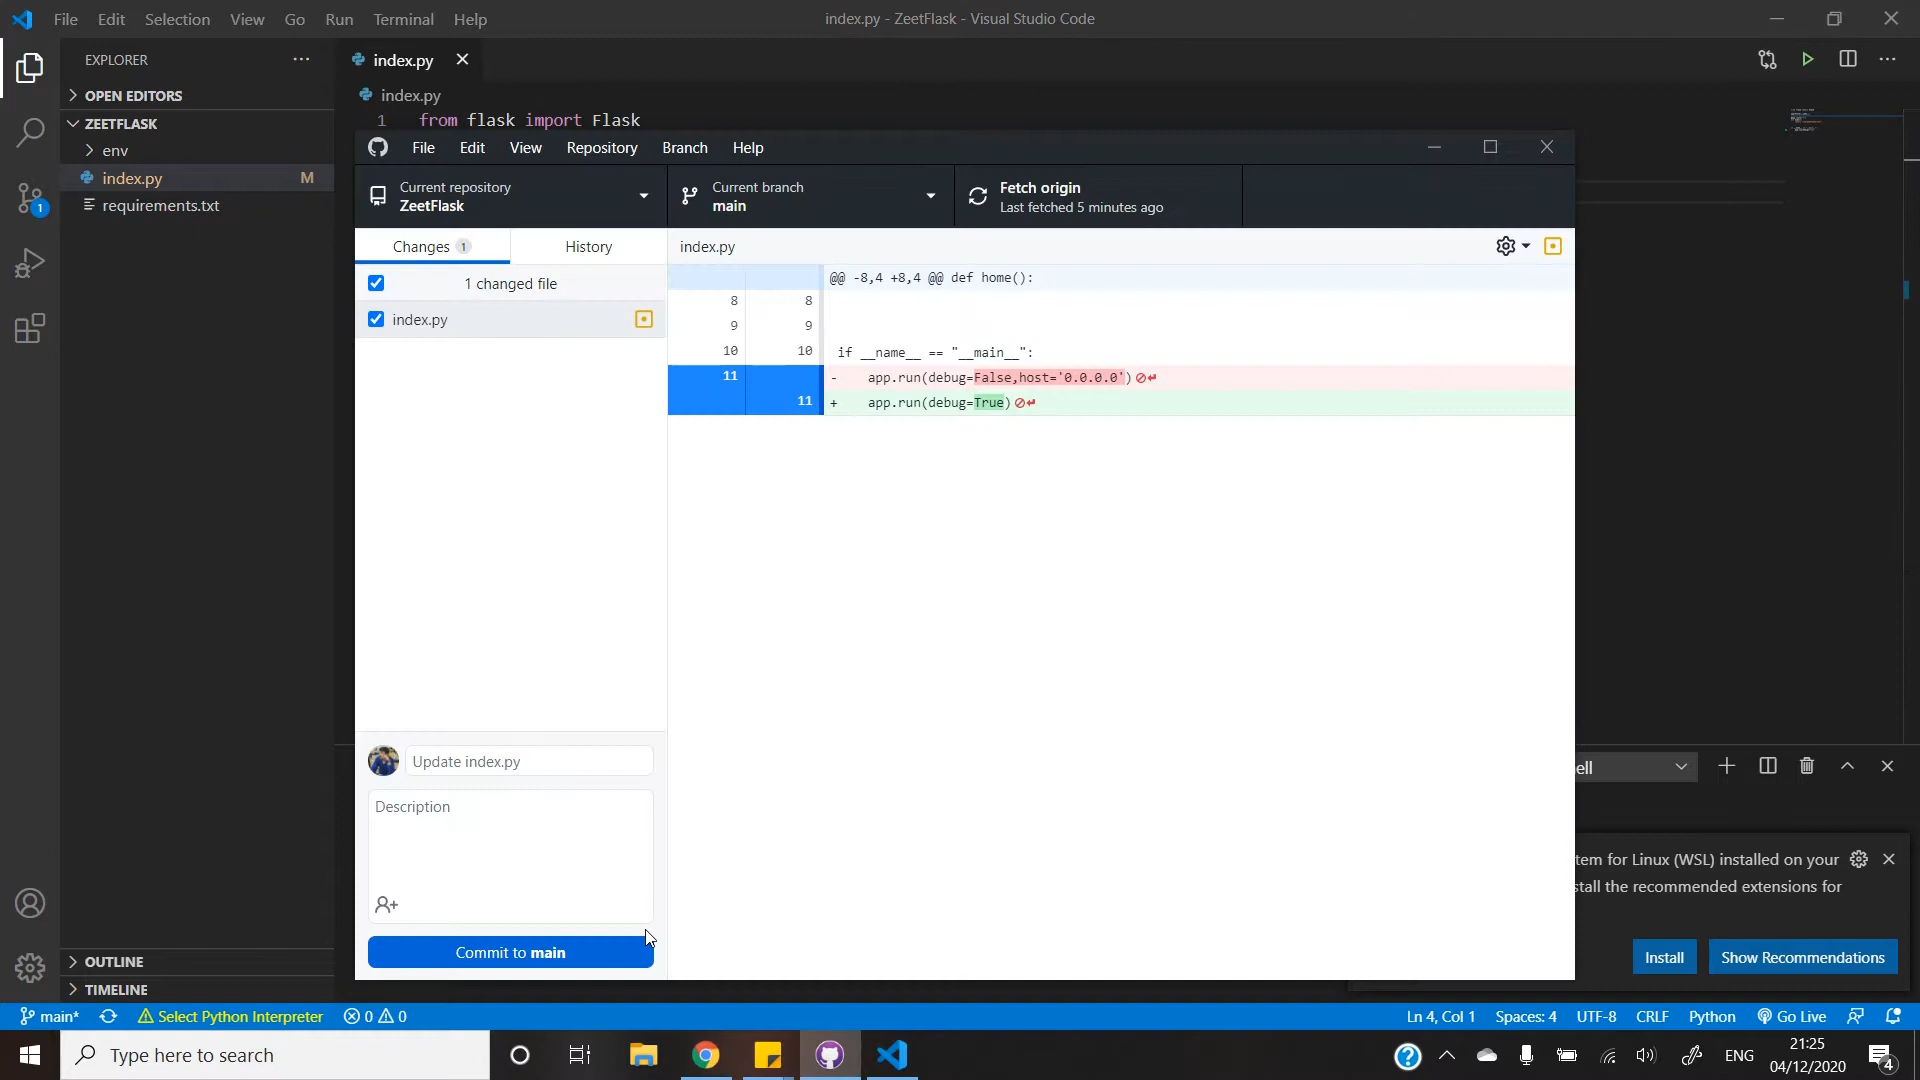 File Edit Selection View Go Run Terminal Help
index.py - ZeetFlask - Visual Studio Code
EXPLORER
OPEN EDITORS
ZEETFLASK
env
index.py M
requirements.txt
1
index.py
index.py
1 from flask import Flask
File Edit View Repository Branch Help
Current repository
ZeetFlask
Current branch
main
Fetch origin
Last fetched 5 minutes ago
Changes 1
History
index.py
1 changed file
index.py
@@ -8,4 +8,4 @@ def home():
8 8
9 9
10 10 if __name__ == "__main__":
11 - app.run(debug=False,host='0.0.0.0')
11 + app.run(debug=True)
Update index.py
Description
Commit to main
ell
tem for Linux (WSL) installed on your
stall the recommended extensions for
Install
Show Recommendations
OUTLINE
TIMELINE
main* Select Python Interpreter 0 0
Ln 4, Col 1 Spaces: 4 UTF-8 CRLF Python Go Live
Type here to search
ENG
21:25
04/12/2020
4